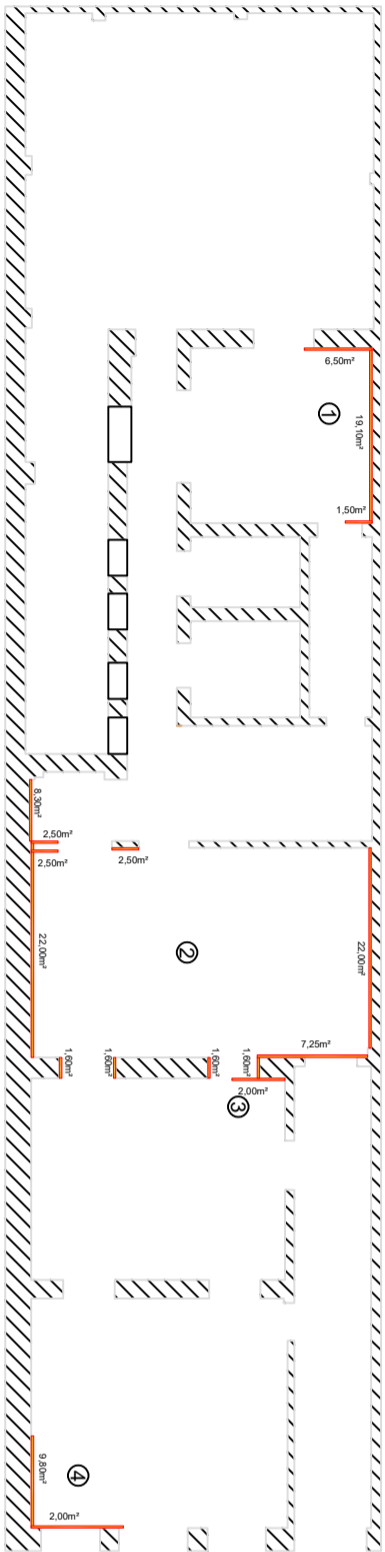 6,50m²
①
19,10m²
1,50m²
8,30m²
2,50m²
2,50m²
2,50m²
22,00m²
②
22,00m²
7,25m²
1,60m²
1,60m²
1,60m²
1,60m²
2,00m²
③
9,80m²
④
2,00m²